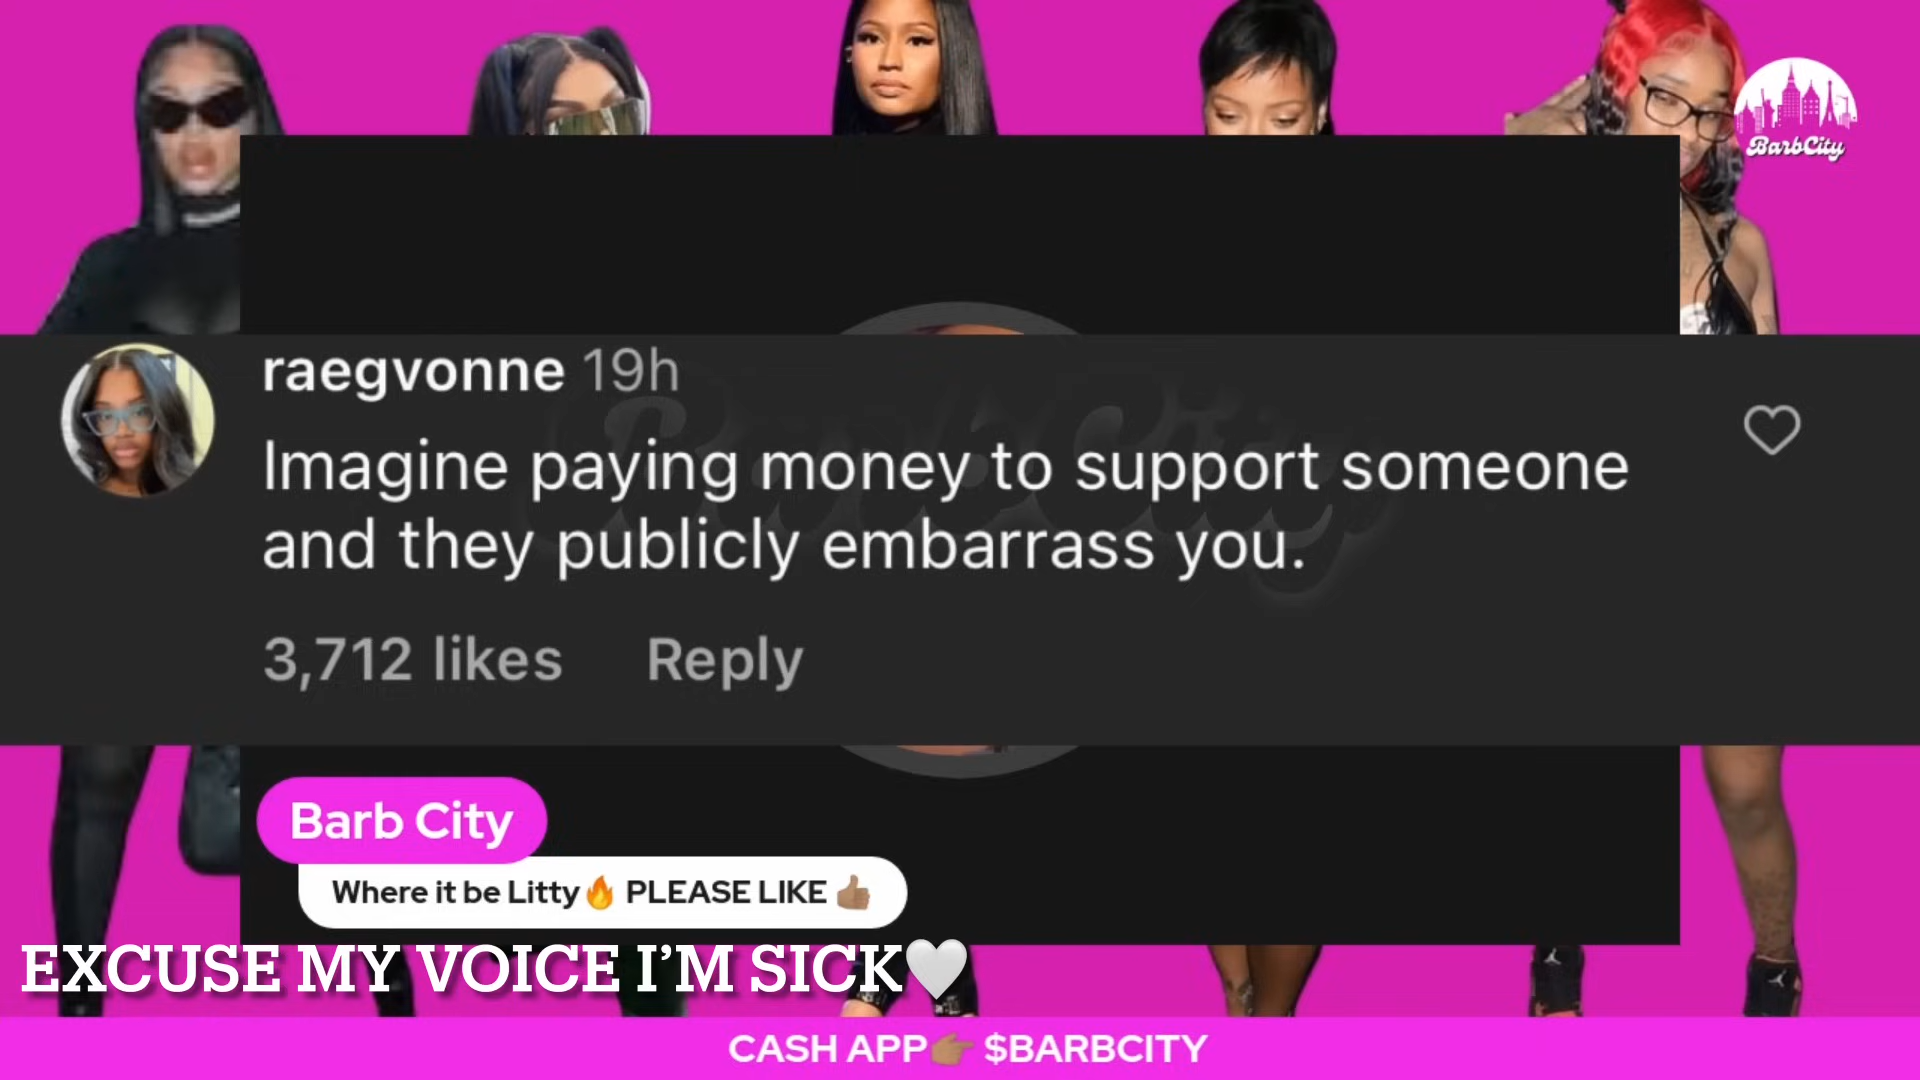 BarbCity
raegvonne 19h
Imagine paying money to support someone
and they publicly embarrass you.
3,712 likes Reply
Barb City
Where it be Litty🔥 PLEASE LIKE 👍🏽
EXCUSE MY VOICE I’M SICK🤍
CASH APP👉🏽 $BARBCITY